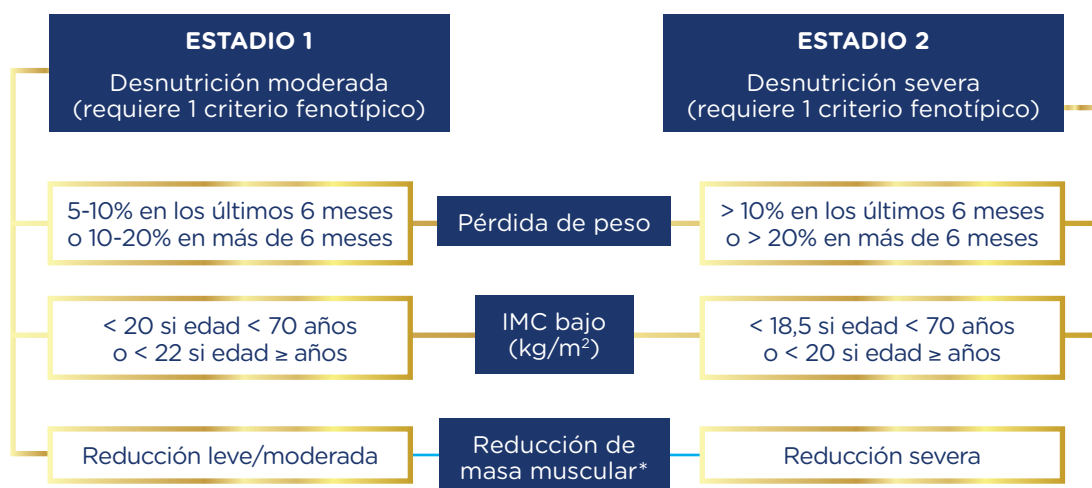 ESTADIO 1
Desnutrición moderada
(requiere 1 criterio fenotípico)
ESTADIO 2
Desnutrición severa
(requiere 1 criterio fenotípico)
5-10% en los últimos 6 meses
o 10-20% en más de 6 meses
Pérdida de peso
> 10% en los últimos 6 meses
o > 20% en más de 6 meses
< 20 si edad < 70 años
o < 22 si edad ≥ años
IMC bajo
(kg/m²)
< 18,5 si edad < 70 años
o < 20 si edad ≥ años
Reducción leve/moderada
Reducción de
masa muscular*
Reducción severa